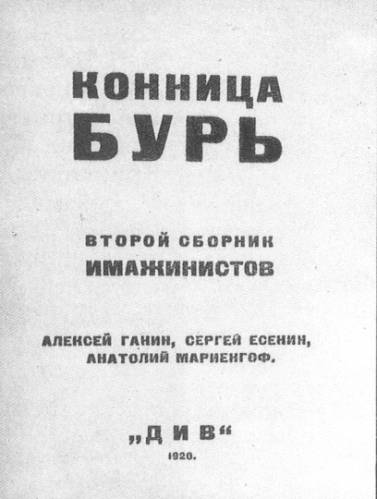 КОННИЦА
БУРЬ
ВТОРОЙ СБОРНИК
ИМАЖИНИСТОВ
АЛЕКСЕЙ ГАНИН, СЕРГЕЙ ЕСЕНИН,
АНАТОЛИЙ МАРИЕНГОФ.
„ДИВ“
1920.